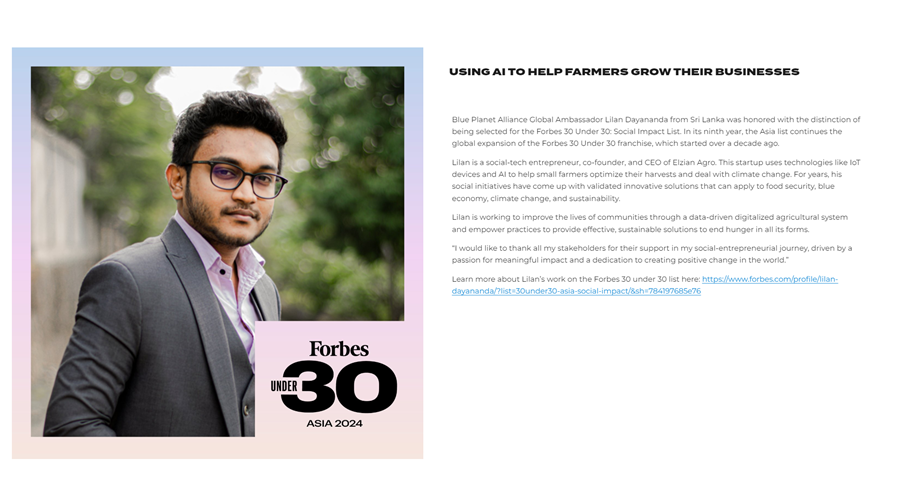 USING AI TO HELP FARMERS GROW THEIR BUSINESSES
Blue Planet Alliance Global Ambassador Lilan Dayananda from Sri Lanka was honored with the distinction of
being selected for the Forbes 30 Under 30: Social Impact List. In its ninth year, the Asia list continues the
global expansion of the Forbes 30 Under 30 franchise, which started over a decade ago.
Lilan is a social-tech entrepreneur, co-founder, and CEO of Elzian Agro. This startup uses technologies like IoT
devices and AI to help small farmers optimize their harvests and deal with climate change. For years, his
social initiatives have come up with validated innovative solutions that can apply to food security, blue
economy, climate change, and sustainability.
Lilan is working to improve the lives of communities through a data-driven digitalized agricultural system
and empower practices to provide effective, sustainable solutions to end hunger in all its forms.
"I would like to thank all my stakeholders for their support in my social-entrepreneurial journey, driven by a
passion for meaningful impact and a dedication to creating positive change in the world."
Learn more about Lilan's work on the Forbes 30 under 30 list here: https://www.forbes.com/profile/lilan-
dayananda/?list=30under30-asia-social-impact/&sh=784197685e76
Forbes
UNDER 30
ASIA 2024